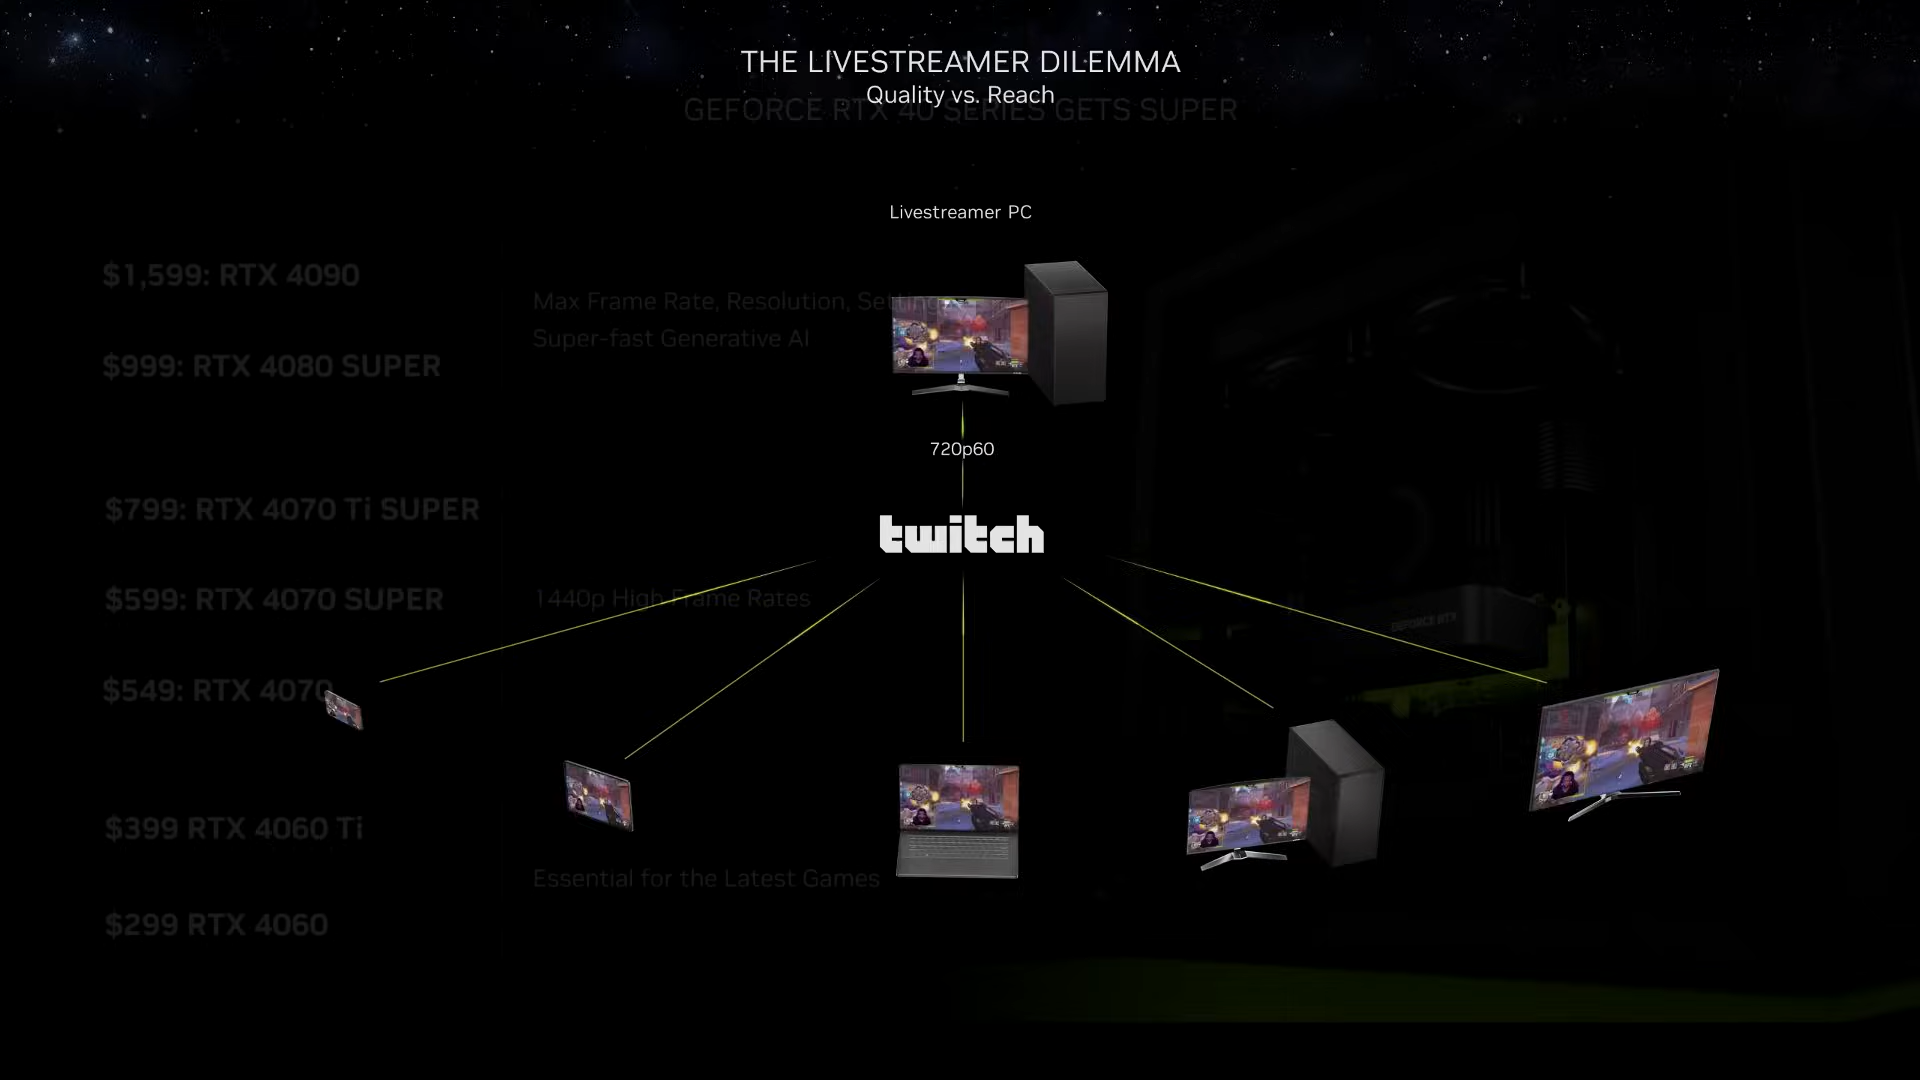 THE LIVESTREAMER DILEMMA
Quality vs. Reach
GEFORCE RTX 40 SERIES GETS SUPER
Livestreamer PC
$1,599: RTX 4090
Max Frame Rate, Resolution, Setting
Super-fast Generative AI
$999: RTX 4080 SUPER
720p60
$799: RTX 4070 Ti SUPER
twitch
$599: RTX 4070 SUPER
1440p High Frame Rates
GEFORCE RTX
$549: RTX 4070
$399 RTX 4060 Ti
Essential for the Latest Games
$299 RTX 4060